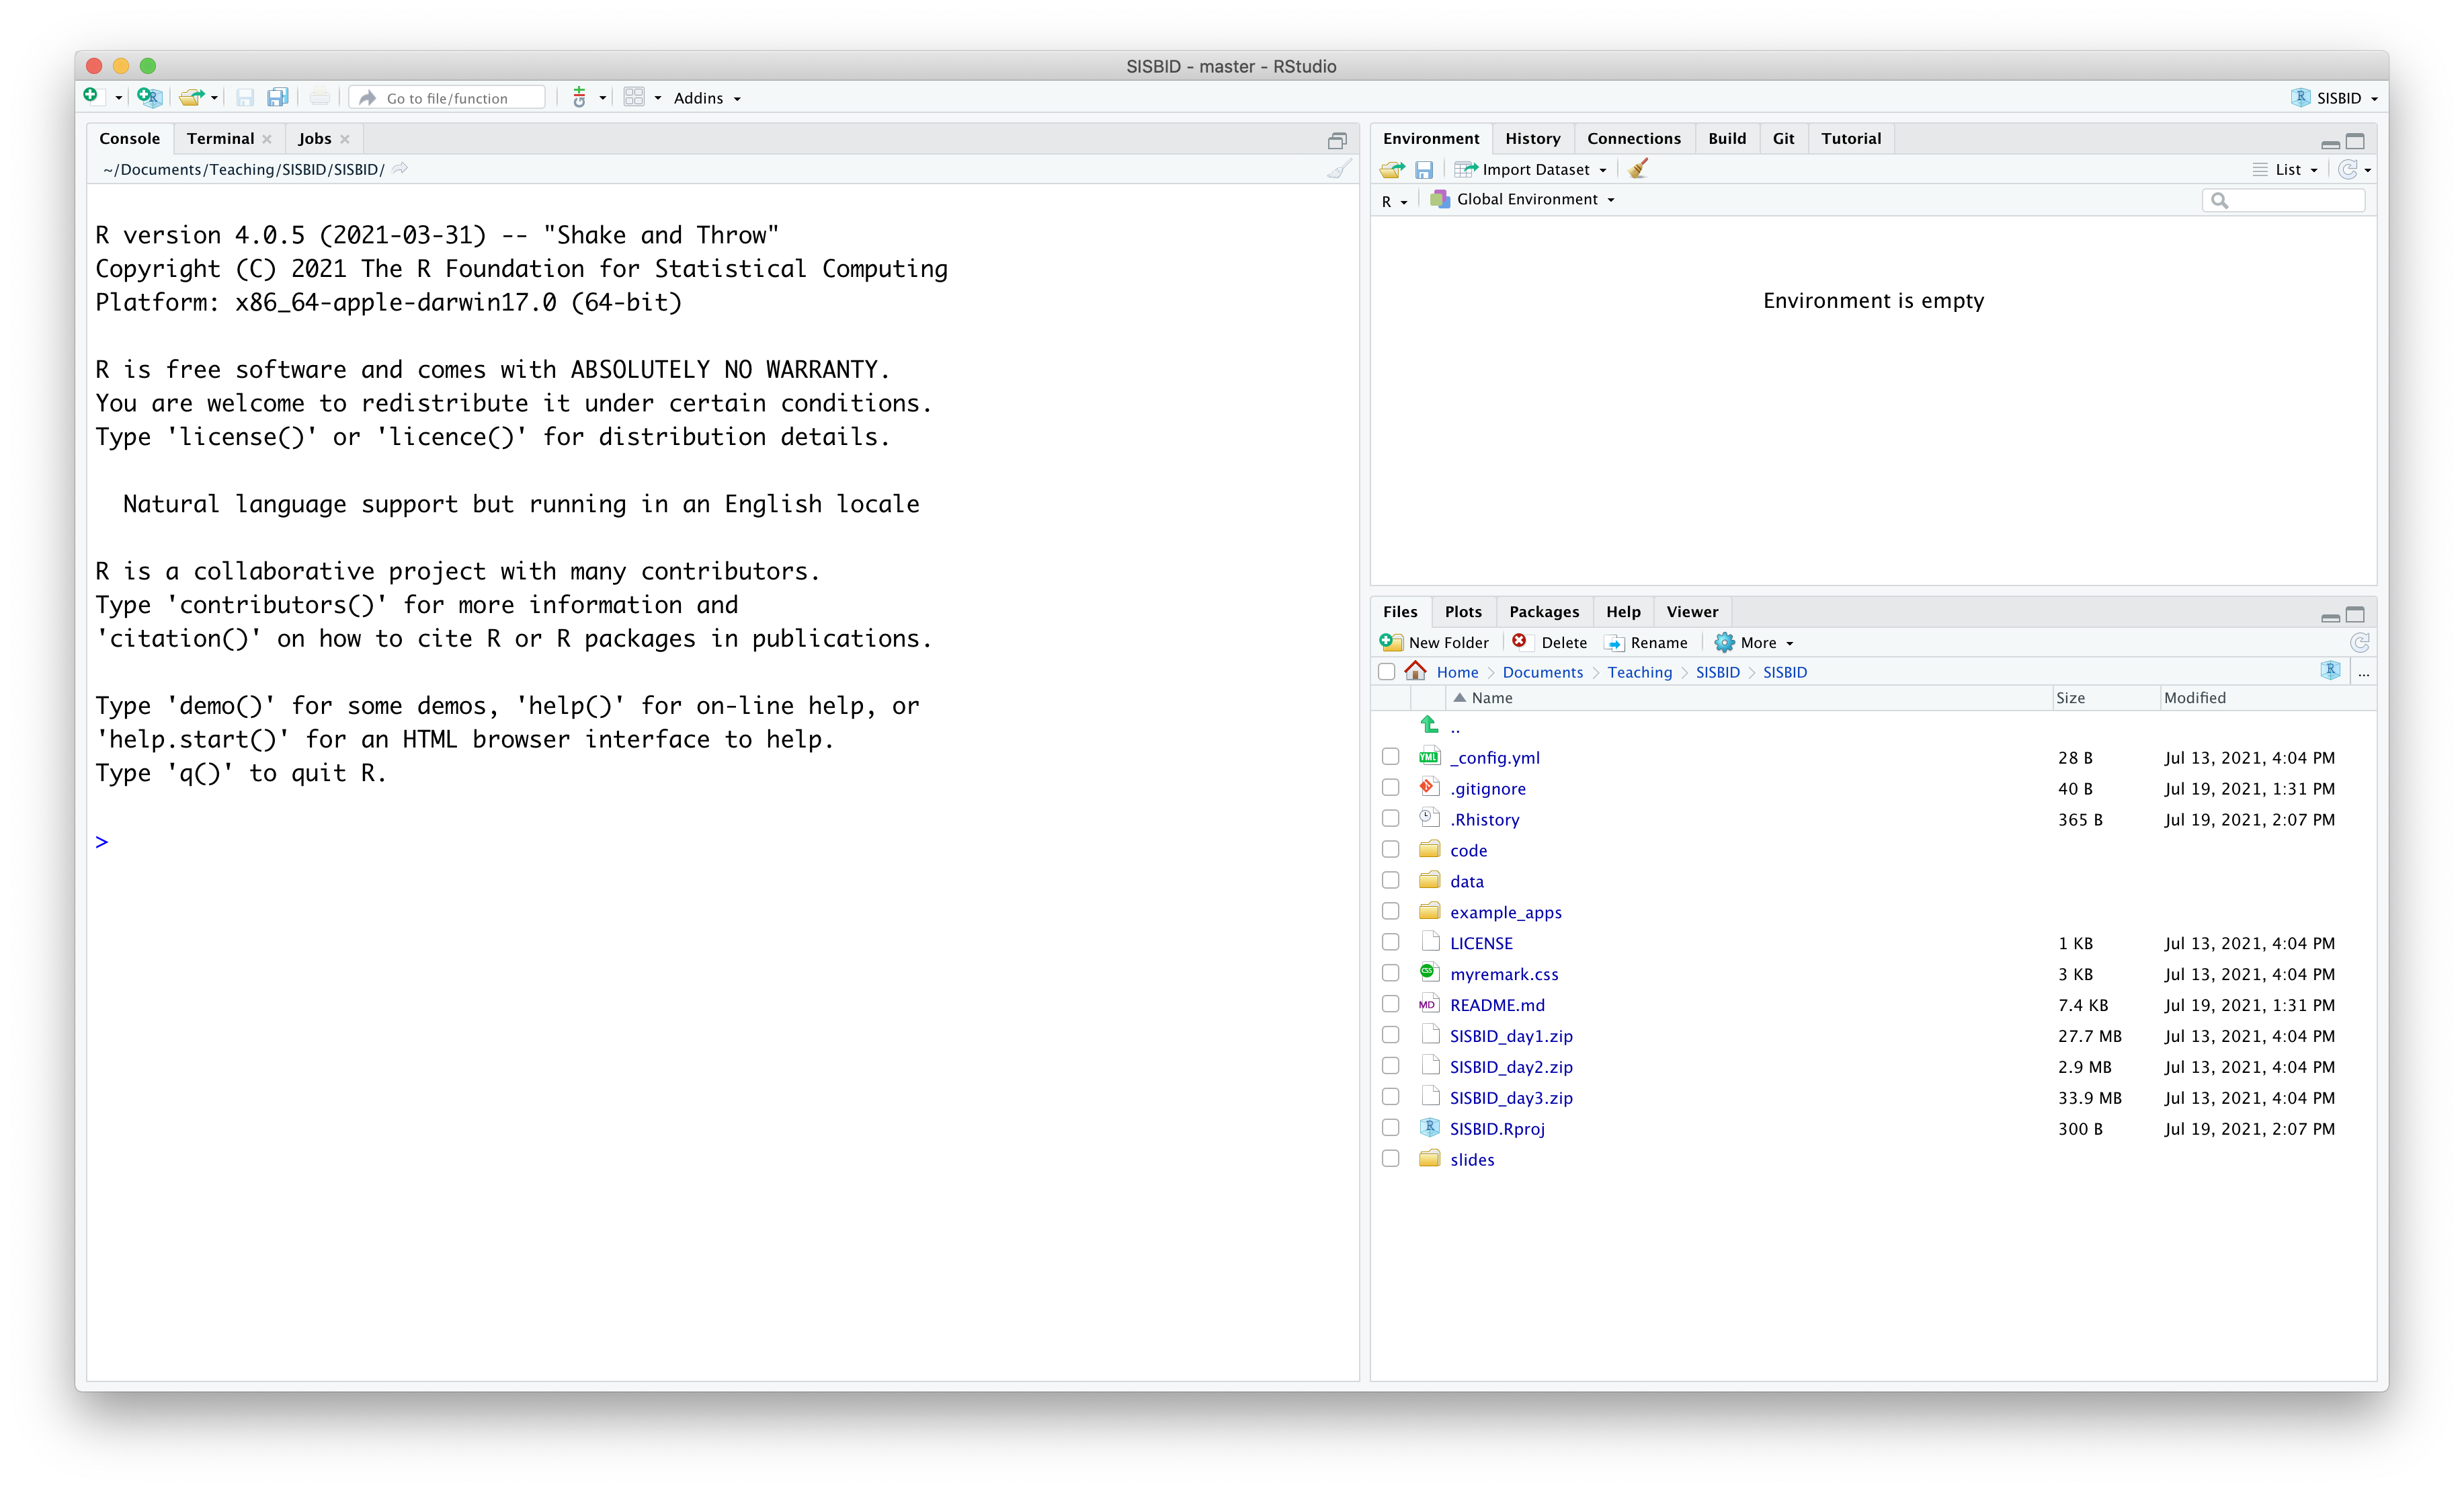 SISBID - master - RStudio
Go to file/function
Addins
SISBID
Console Terminal Jobs
~/Documents/Teaching/SISBID/SISBID/
R version 4.0.5 (2021-03-31) -- "Shake and Throw"
Copyright (C) 2021 The R Foundation for Statistical Computing
Platform: x86_64-apple-darwin17.0 (64-bit)
R is free software and comes with ABSOLUTELY NO WARRANTY.
You are welcome to redistribute it under certain conditions.
Type 'license()' or 'licence()' for distribution details.
Natural language support but running in an English locale
R is a collaborative project with many contributors.
Type 'contributors()' for more information and
'citation()' on how to cite R or R packages in publications.
Type 'demo()' for some demos, 'help()' for on-line help, or
'help.start()' for an HTML browser interface to help.
Type 'q()' to quit R.
>
Environment History Connections Build Git Tutorial
Import Dataset List
R Global Environment
Environment is empty
Files Plots Packages Help Viewer
New Folder Delete Rename More
Home Documents Teaching SISBID SISBID ...
Name Size Modified
..
_config.yml 28 B Jul 13, 2021, 4:04 PM
.gitignore 40 B Jul 19, 2021, 1:31 PM
.Rhistory 365 B Jul 19, 2021, 2:07 PM
code
data
example_apps
LICENSE 1 KB Jul 13, 2021, 4:04 PM
myremark.css 3 KB Jul 13, 2021, 4:04 PM
README.md 7.4 KB Jul 19, 2021, 1:31 PM
SISBID_day1.zip 27.7 MB Jul 13, 2021, 4:04 PM
SISBID_day2.zip 2.9 MB Jul 13, 2021, 4:04 PM
SISBID_day3.zip 33.9 MB Jul 13, 2021, 4:04 PM
SISBID.Rproj 300 B Jul 19, 2021, 2:07 PM
slides